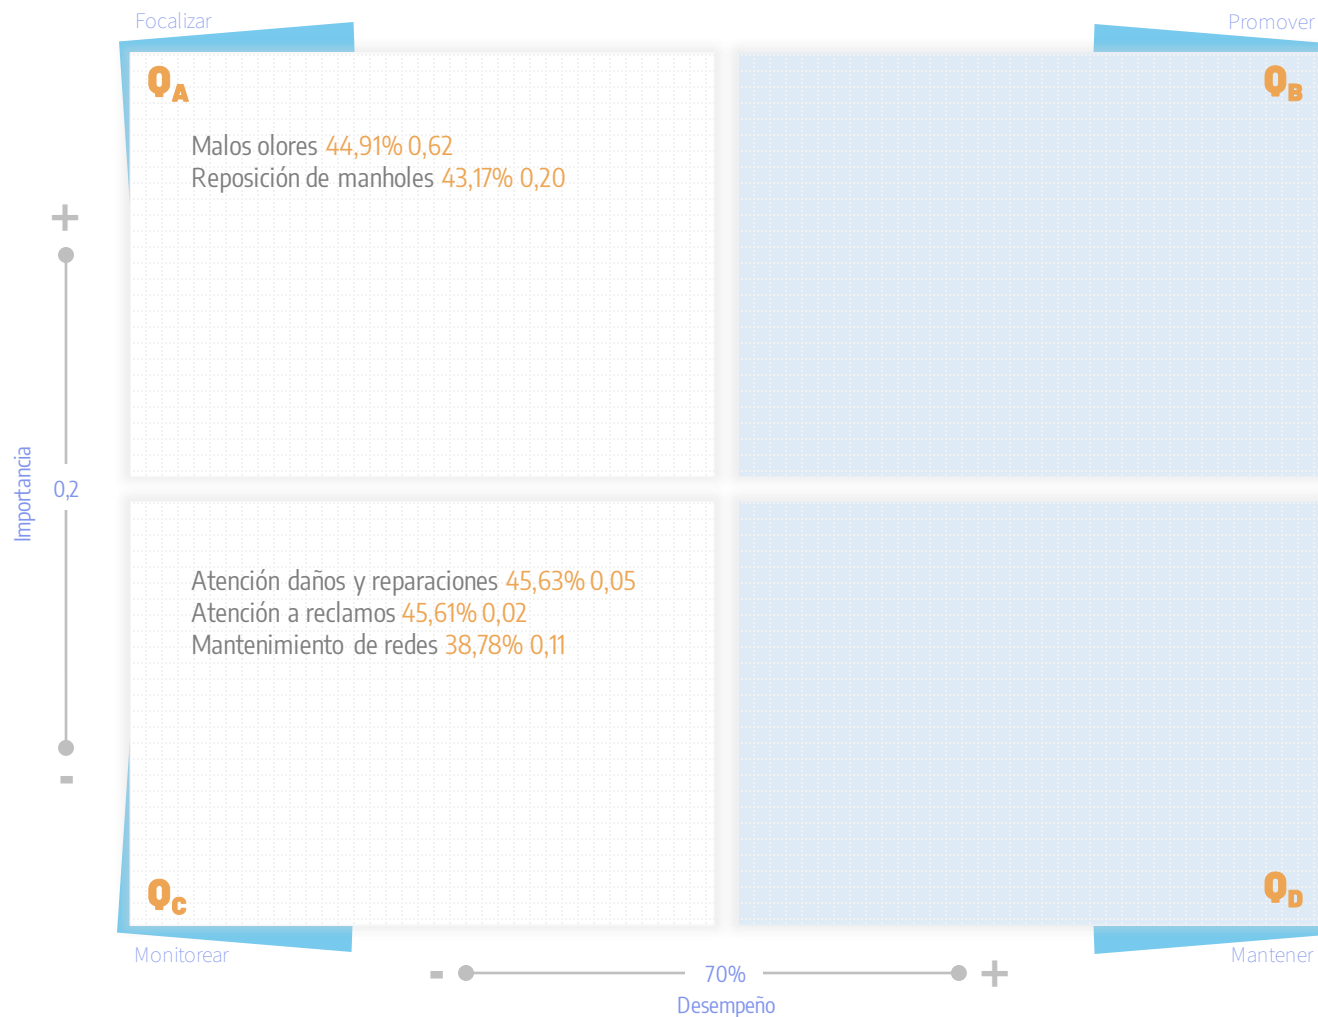 Focalizar
Promover
QA
QB
Malos olores 44,91% 0,62
Reposición de manholes 43,17% 0,20
+
Importancia
0,2
Atención daños y reparaciones 45,63% 0,05
Atención a reclamos 45,61% 0,02
Mantenimiento de redes 38,78% 0,11
-
QC
QD
Monitorear
Mantener
- 70% +
Desempeño